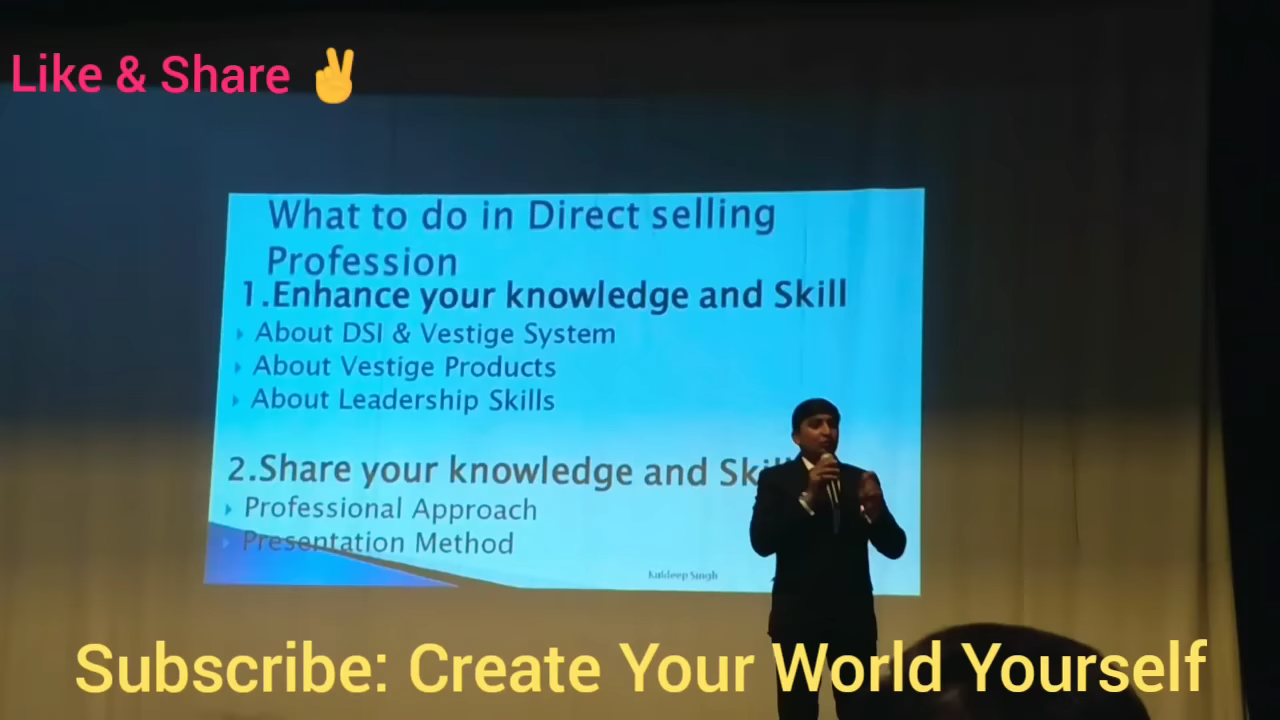 Like & Share ✌
What to do in Direct selling
Profession
1.Enhance your knowledge and Skill
About DSI & Vestige System
About Vestige Products
About Leadership Skills
2.Share your knowledge and Skill
Professional Approach
Presentation Method
Kuldeep Singh
Subscribe: Create Your World Yourself